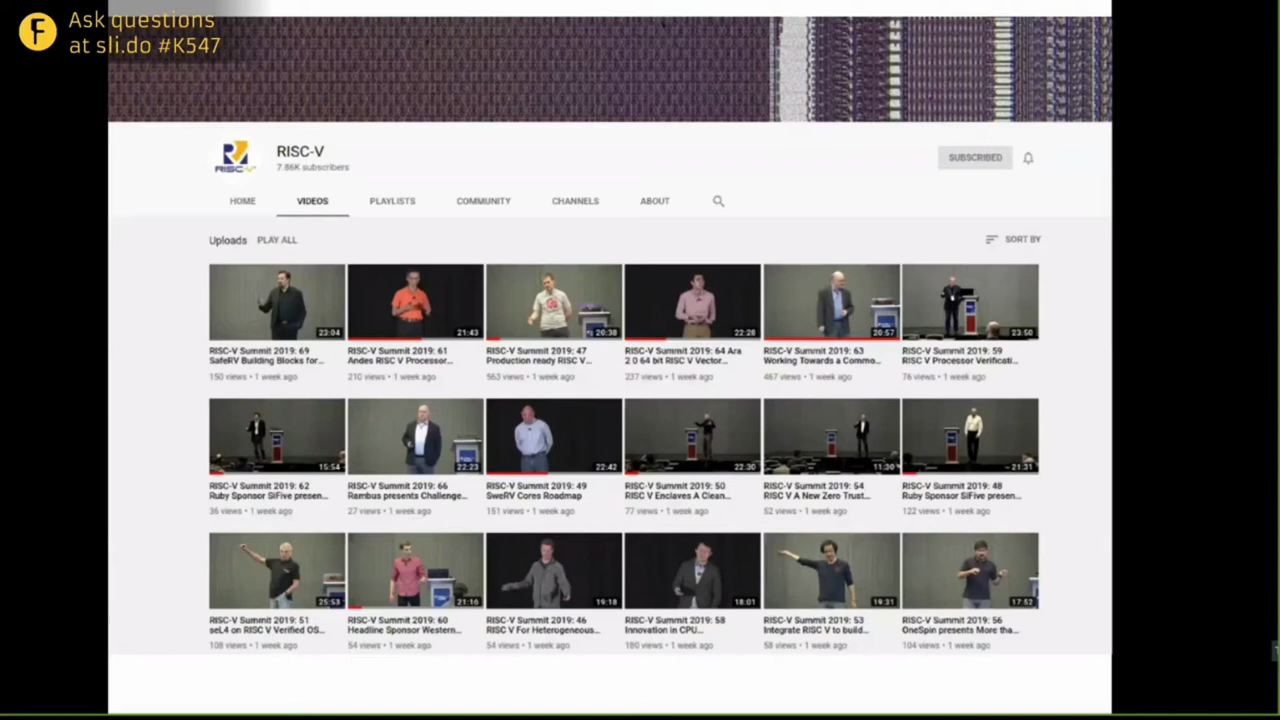 Ask questions
at sli.do #K547
RISC-V
7.86K subscribers
SUBSCRIBED
RISC-V
HOME VIDEOS PLAYLISTS COMMUNITY CHANNELS ABOUT
Uploads PLAY ALL
SORT BY
23:04 21:43 20:38 22:28 20:57 23:50
RISC-V Summit 2019: 69 RISC-V Summit 2019: 61 RISC-V Summit 2019: 47 RISC-V Summit 2019: 64 Ara RISC-V Summit 2019: 63 RISC-V Summit 2019: 59
SafeRV Building Blocks for... Andes RISC V Processor... Production ready RISC V... 2 0 64 bit RISC V Vector... Working Towards a Commo... RISC V Processor Verificati...
150 views • 1 week ago 210 views • 1 week ago 563 views • 1 week ago 237 views • 1 week ago 467 views • 1 week ago 76 views • 1 week ago
15:54 22:23 22:42 22:30 11:30 21:31
RISC-V Summit 2019: 62 RISC-V Summit 2019: 66 RISC-V Summit 2019: 49 RISC-V Summit 2019: 50 RISC-V Summit 2019: 54 RISC-V Summit 2019: 48
Ruby Sponsor SiFive presen... Rambus presents Challenge... SweRV Cores Roadmap RISC V Enclaves A Clean... RISC V A New Zero Trust... Ruby Sponsor SiFive presen...
36 views • 1 week ago 27 views • 1 week ago 151 views • 1 week ago 77 views • 1 week ago 52 views • 1 week ago 122 views • 1 week ago
25:53 21:16 19:18 18:01 19:31 17:52
RISC-V Summit 2019: 51 RISC-V Summit 2019: 60 RISC-V Summit 2019: 46 RISC-V Summit 2019: 58 RISC-V Summit 2019: 53 RISC-V Summit 2019: 56
seL4 on RISC V Verified OS... Headline Sponsor Western... RISC V For Heterogeneous... Innovation in CPU... Integrate RISC V to build... OneSpin presents More tha...
108 views • 1 week ago 54 views • 1 week ago 54 views • 1 week ago 180 views • 1 week ago 58 views • 1 week ago 104 views • 1 week ago